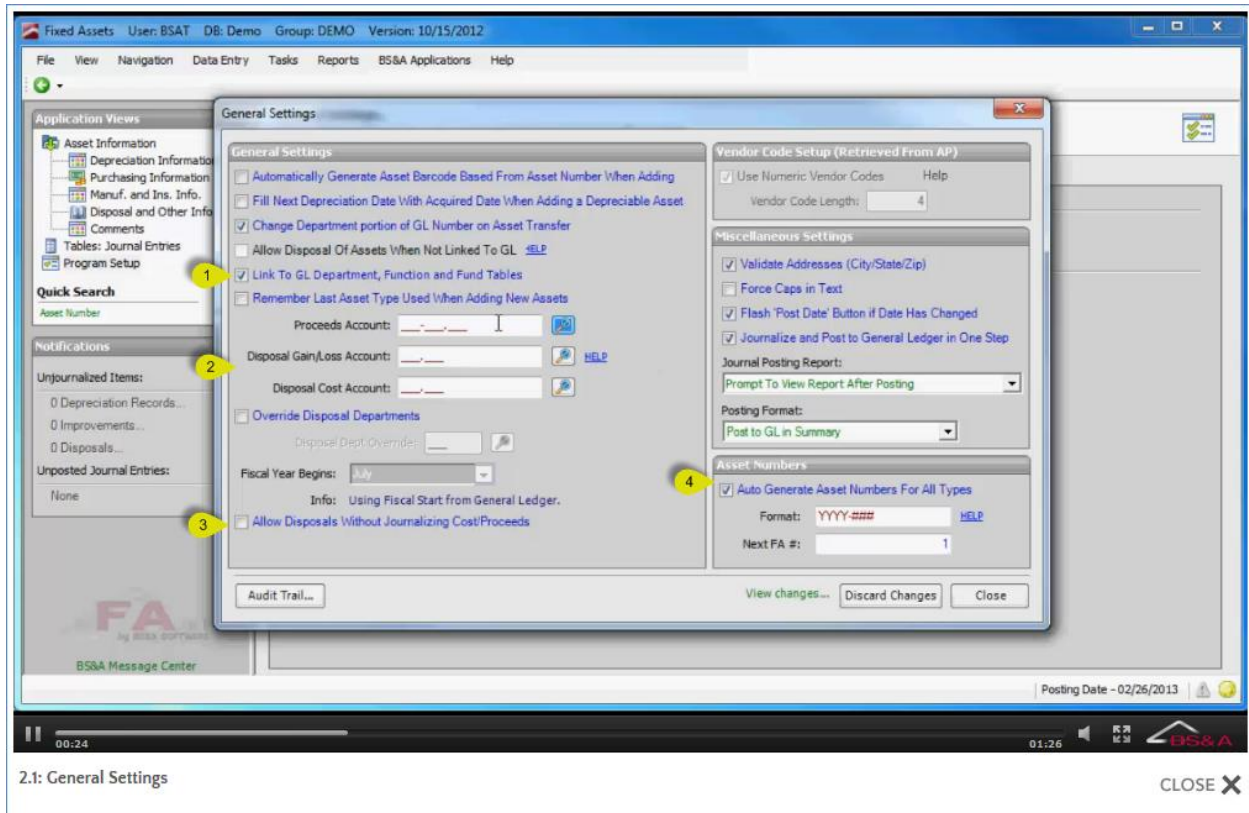 Fixed Assets User: BSAT DB: Demo Group: DEMO Version: 10/15/2012
File View Navigation Data Entry Tasks Reports BS&A Applications Help
Application Views
Asset Information
Depreciation Informatio
Purchasing Information
Manuf. and Ins. Info.
Disposal and Other Info
Comments
Tables: Journal Entries
Program Setup
Quick Search
Asset Number
Notifications
Unjournalized Items:
0 Depreciation Records...
0 Improvements...
0 Disposals...
Unposted Journal Entries:
None
FA
by BS&A SOFTWARE
BS&A Message Center
General Settings
General Settings
Automatically Generate Asset Barcode Based From Asset Number When Adding
Fill Next Depreciation Date With Acquired Date When Adding a Depreciable Asset
Change Department portion of GL Number on Asset Transfer
Allow Disposal Of Assets When Not Linked To GL HELP
1 Link To GL Department, Function and Fund Tables
Remember Last Asset Type Used When Adding New Assets
Proceeds Account: ___-___.___
2 Disposal Gain/Loss Account: ___.___ HELP
Disposal Cost Account: ___.___
Override Disposal Departments
Disposal Dept Override: ___
Fiscal Year Begins: July
Info: Using Fiscal Start from General Ledger.
3 Allow Disposals Without Journalizing Cost/Proceeds
Vendor Code Setup (Retrieved From AP)
Use Numeric Vendor Codes Help
Vendor Code Length: 4
Miscellaneous Settings
Validate Addresses (City/State/Zip)
Force Caps in Text
Flash 'Post Date' Button if Date Has Changed
Journalize and Post to General Ledger in One Step
Journal Posting Report:
Prompt To View Report After Posting
Posting Format:
Post to GL in Summary
Asset Numbers
4 Auto Generate Asset Numbers For All Types
Format: YYYY-### HELP
Next FA #: 1
Audit Trail... View changes... Discard Changes Close
Posting Date - 02/26/2013
00:24 01:26 BS&A
2.1: General Settings
CLOSE X